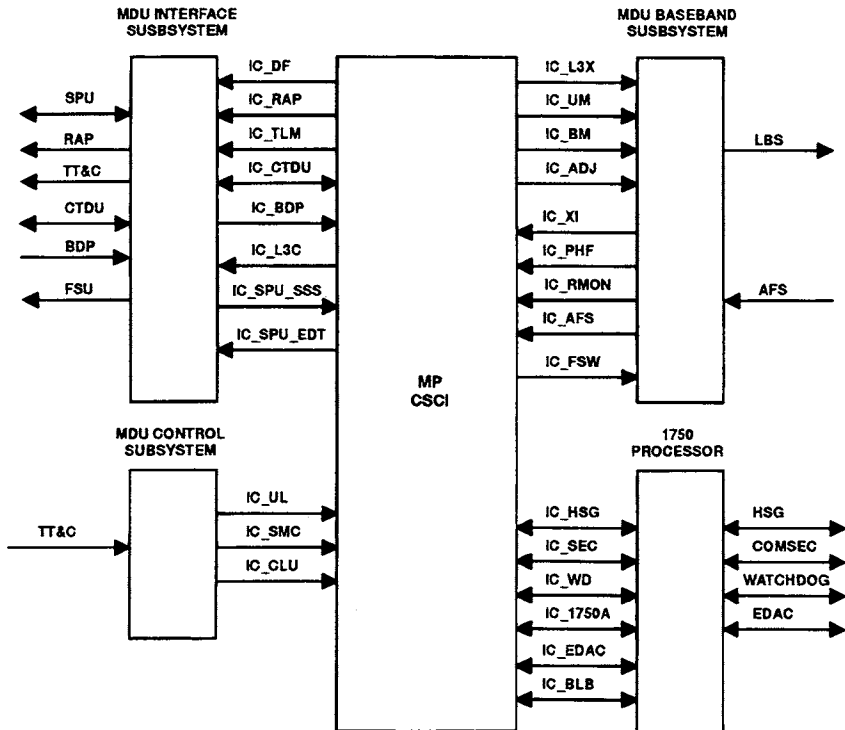 MDU INTERFACE
SUSBSYSTEM
MDU BASEBAND
SUSBSYSTEM
SPU
RAP
TT&C
CTDU
BDP
FSU
IC_DF
IC_RAP
IC_TLM
IC_CTDU
IC_BDP
IC_L3C
IC_SPU_SSS
IC_SPU_EDT
MP
CSCI
IC_L3X
IC_UM
IC_BM
IC_ADJ
IC_XI
IC_PHF
IC_RMON
IC_AFS
IC_FSW
LBS
AFS
MDU CONTROL
SUBSYSTEM
TT&C
IC_UL
IC_SMC
IC_CLU
1750
PROCESSOR
IC_HSG
IC_SEC
IC_WD
IC_1750A
IC_EDAC
IC_BLB
HSG
COMSEC
WATCHDOG
EDAC